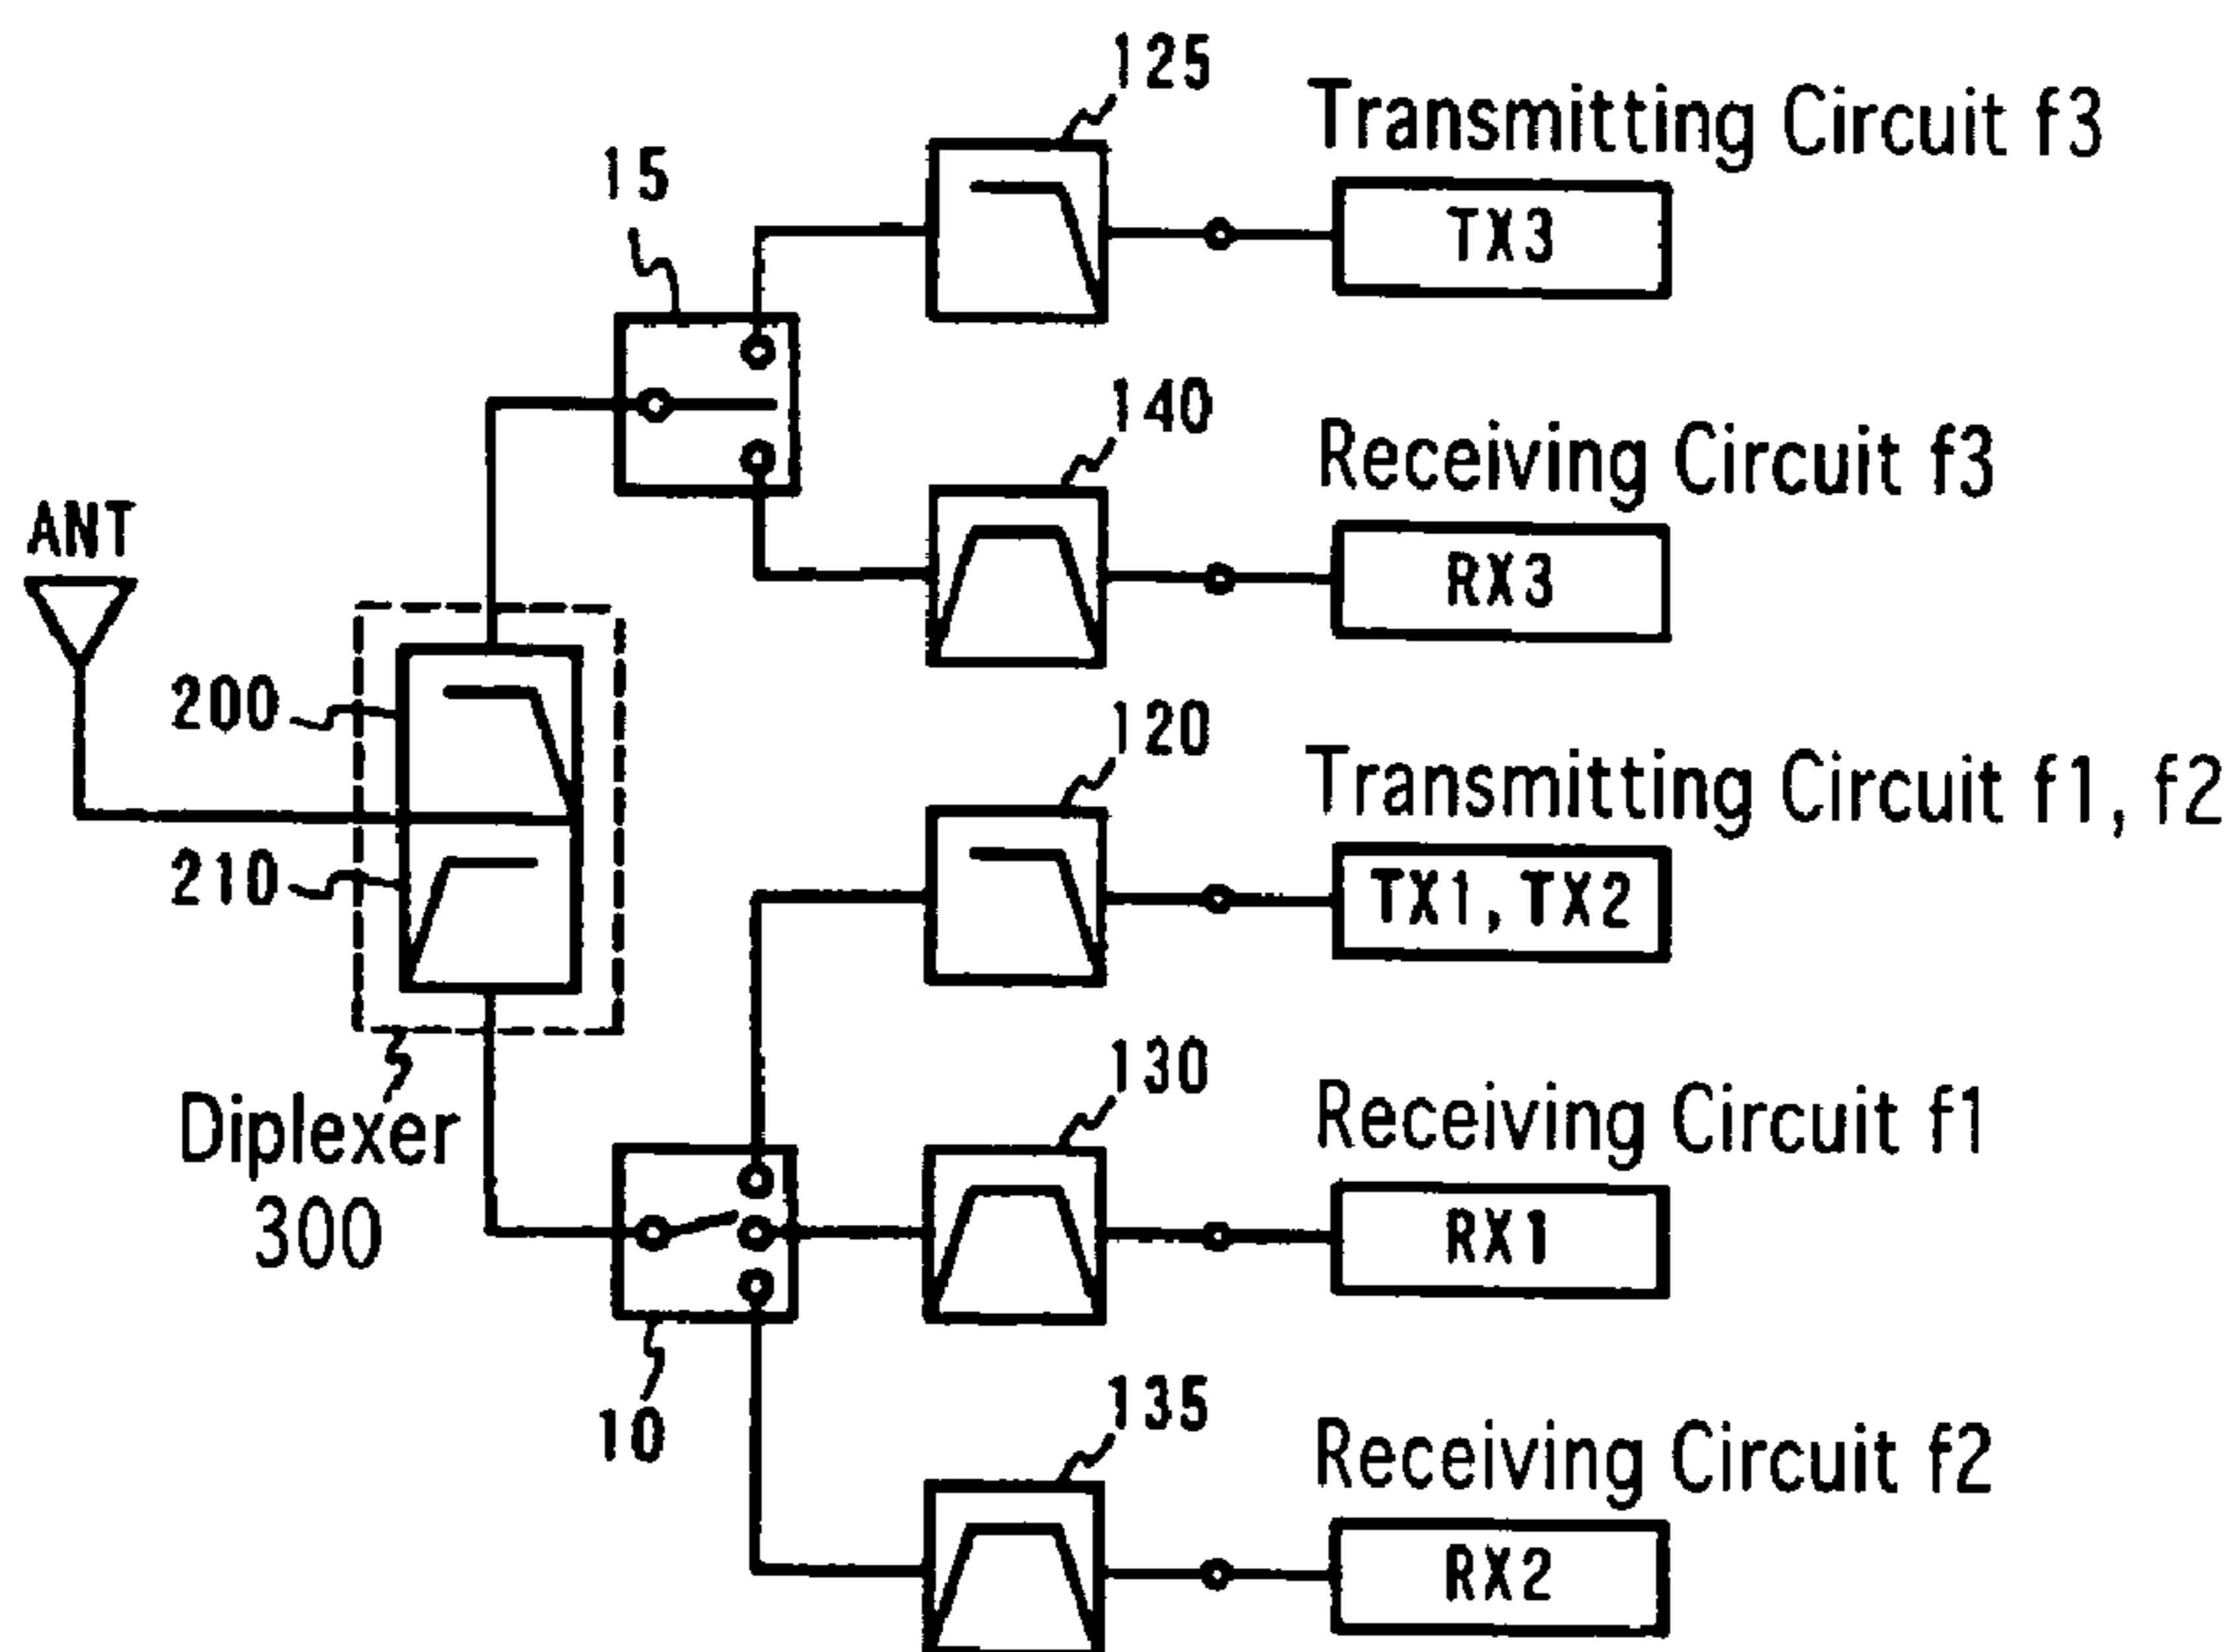 125
Transmitting Circuit f3
15
TX3
140
Receiving Circuit f3
ANT
RX3
200
120
Transmitting Circuit f1, f2
210
TX1, TX2
130
Diplexer
300
Receiving Circuit f1
RX1
10
135
Receiving Circuit f2
RX2